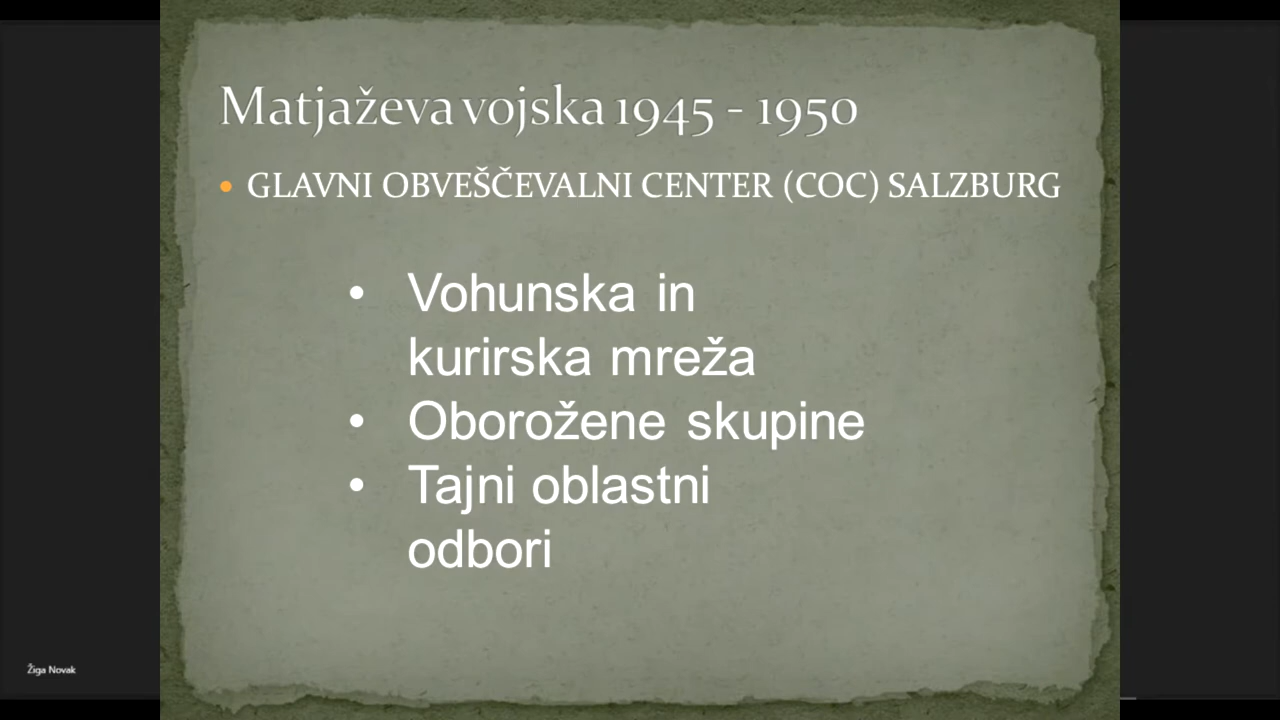 Matjaževa vojska 1945 - 1950
• GLAVNI OBVEŠČEVALNI CENTER (COC) SALZBURG
• Vohunska in
kurirska mreža
• Oborožene skupine
• Tajni oblastni
odbori
Žiga Novak